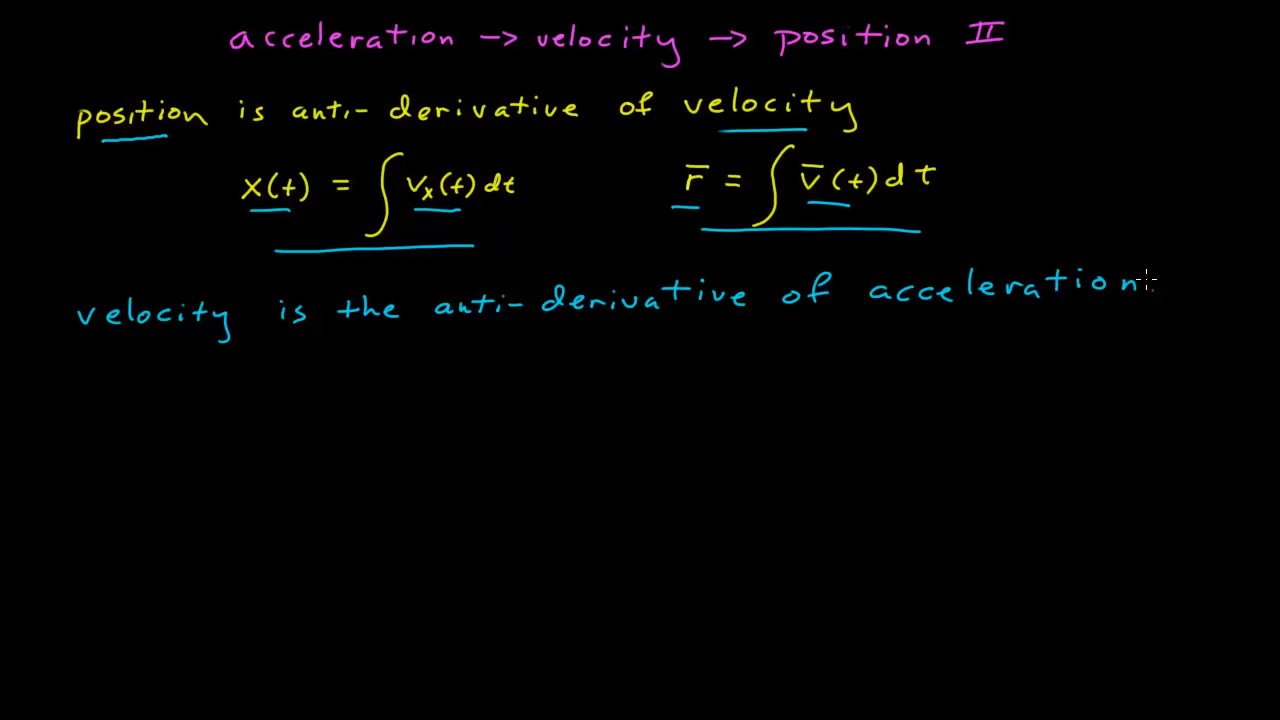 acceleration → velocity → position II
position is anti-derivative of velocity
x(t) = ∫ vₓ(t) dt r̅ = ∫ v̅(t) dt
velocity is the anti-derivative of acceleration.